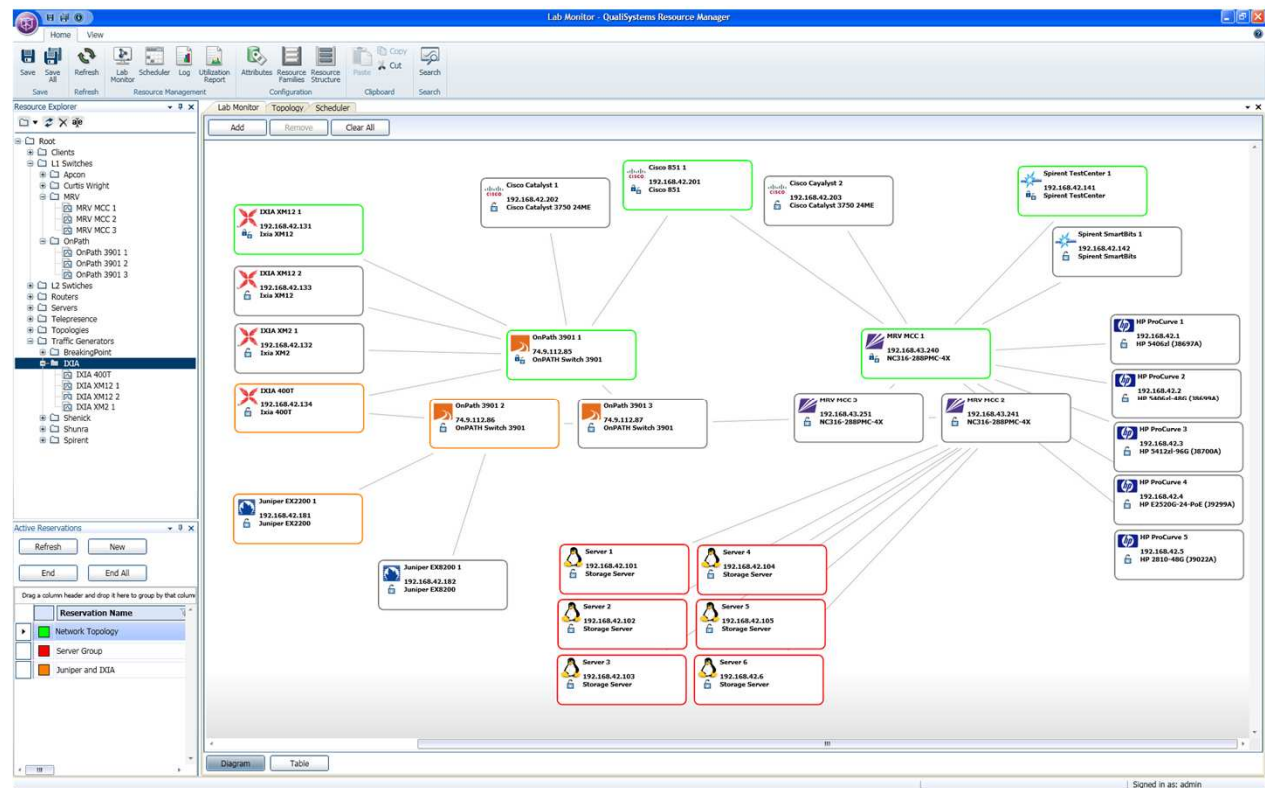 Lab Monitor - QualiSystems Resource Manager
Home View
Save
Save All
Refresh
Lab Monitor
Scheduler
Log
Utilization Report
Attributes
Resource Families
Resource Structure
Paste
Copy
Cut
Search
Save
Refresh
Resource Management
Configuration
Clipboard
Search
Resource Explorer
Root
Clients
L1 Switches
Apcon
Curtis Wright
MRV
MRV MCC 1
MRV MCC 2
MRV MCC 3
OnPath
OnPath 3901 1
OnPath 3901 2
OnPath 3901 3
L2 Swtiches
Routers
Servers
Telepresence
Topologies
Traffic Generators
BreakingPoint
IXIA
IXIA 400T
IXIA XM12 1
IXIA XM12 2
IXIA XM2 1
Shenick
Shunra
Spirent
Active Reservations
Refresh
New
End
End All
Drag a column header and drop it here to group by that colum
Reservation Name
Network Topology
Server Group
Juniper and IXIA
Lab Monitor
Topology
Scheduler
Add
Remove
Clear All
Cisco 851 1
192.168.42.201
Cisco 851
cisco
Cisco Catalyst 1
192.168.42.202
Cisco Catalyst 3750 24ME
cisco
Cisco Cayalyst 2
192.168.42.203
Cisco Catalyst 3750 24ME
cisco
Spirent TestCenter 1
192.168.42.141
Spirent TestCenter
Spirent SmartBits 1
192.168.42.142
Spirent SmartBits
IXIA XM12 1
192.168.42.131
Ixia XM12
IXIA XM12 2
192.168.42.133
Ixia XM12
IXIA XM2 1
192.168.42.132
Ixia XM2
IXIA 400T
192.168.42.134
Ixia 400T
OnPath 3901 1
74.9.112.85
OnPATH Switch 3901
OnPath 3901 2
74.9.112.86
OnPATH Switch 3901
OnPath 3901 3
74.9.112.87
OnPATH Switch 3901
MRV MCC 1
192.168.43.240
NC316-288PMC-4X
MRV MCC 3
192.168.43.251
NC316-288PMC-4X
MRV MCC 2
192.168.43.241
NC316-288PMC-4X
hp
HP ProCurve 1
192.168.42.1
HP 5406zl (J8697A)
hp
HP ProCurve 2
192.168.42.2
HP 5406zl-48G (J8699A)
hp
HP ProCurve 3
192.168.42.3
HP 5412zl-96G (J8700A)
hp
HP ProCurve 4
192.168.42.4
HP E2520G-24-PoE (J9299A)
hp
HP ProCurve 5
192.168.42.5
HP 2810-48G (J9022A)
Juniper EX2200 1
192.168.42.181
Juniper EX2200
Juniper EX8200 1
192.168.42.182
Juniper EX8200
Server 1
192.168.42.101
Storage Server
Server 4
192.168.42.104
Storage Server
Server 2
192.168.42.102
Storage Server
Server 5
192.168.42.105
Storage Server
Server 3
192.168.42.103
Storage Server
Server 6
192.168.42.6
Storage Server
Diagram
Table
Signed in as: admin